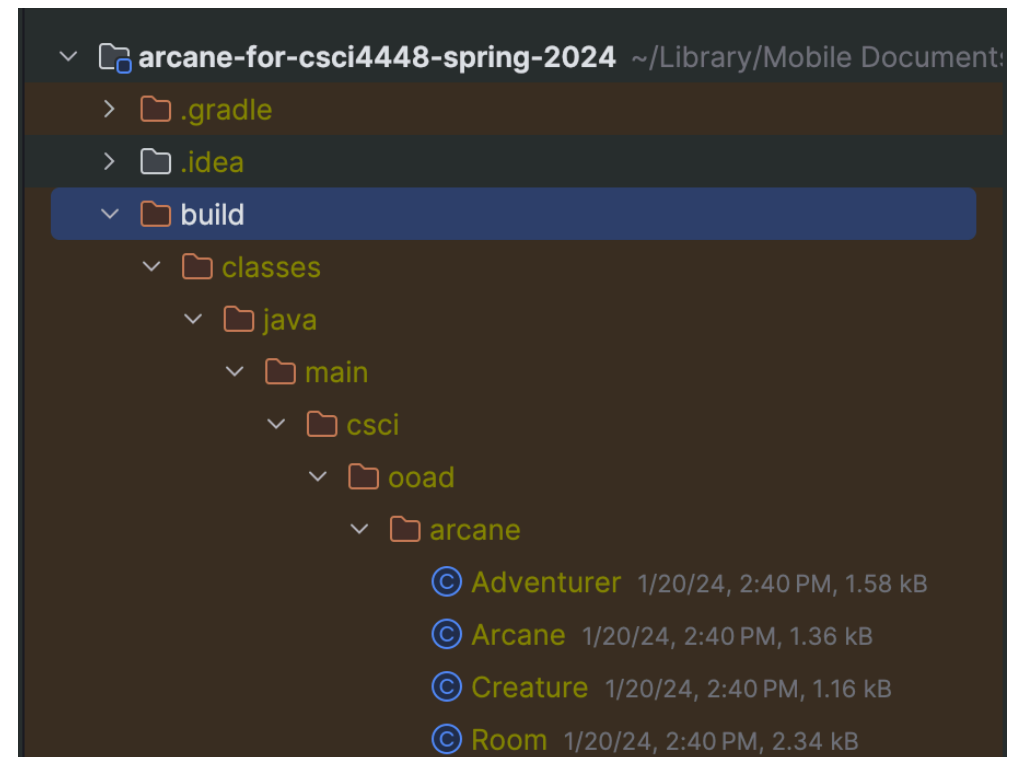 arcane-for-csci4448-spring-2024 ~/Library/Mobile Documents
.gradle
.idea
build
classes
java
main
csci
ooad
arcane
Adventurer 1/20/24, 2:40 PM, 1.58 kB
Arcane 1/20/24, 2:40 PM, 1.36 kB
Creature 1/20/24, 2:40 PM, 1.16 kB
Room 1/20/24, 2:40 PM, 2.34 kB